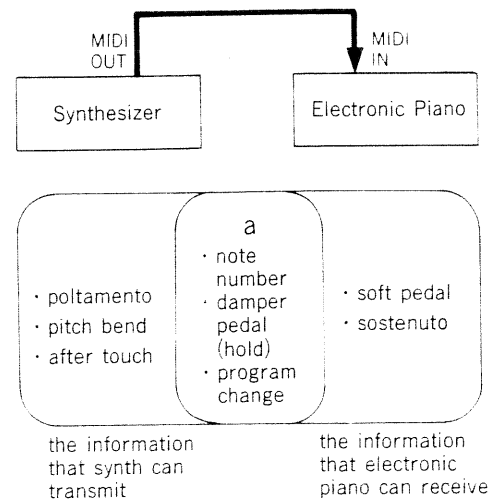 MIDI
OUT
MIDI
IN
Synthesizer
Electronic Piano
a
· note
number
· damper
pedal
(hold)
· program
change
· poltamento
· pitch bend
· after touch
· soft pedal
· sostenuto
the information
that synth can
transmit
the information
that electronic
piano can receive